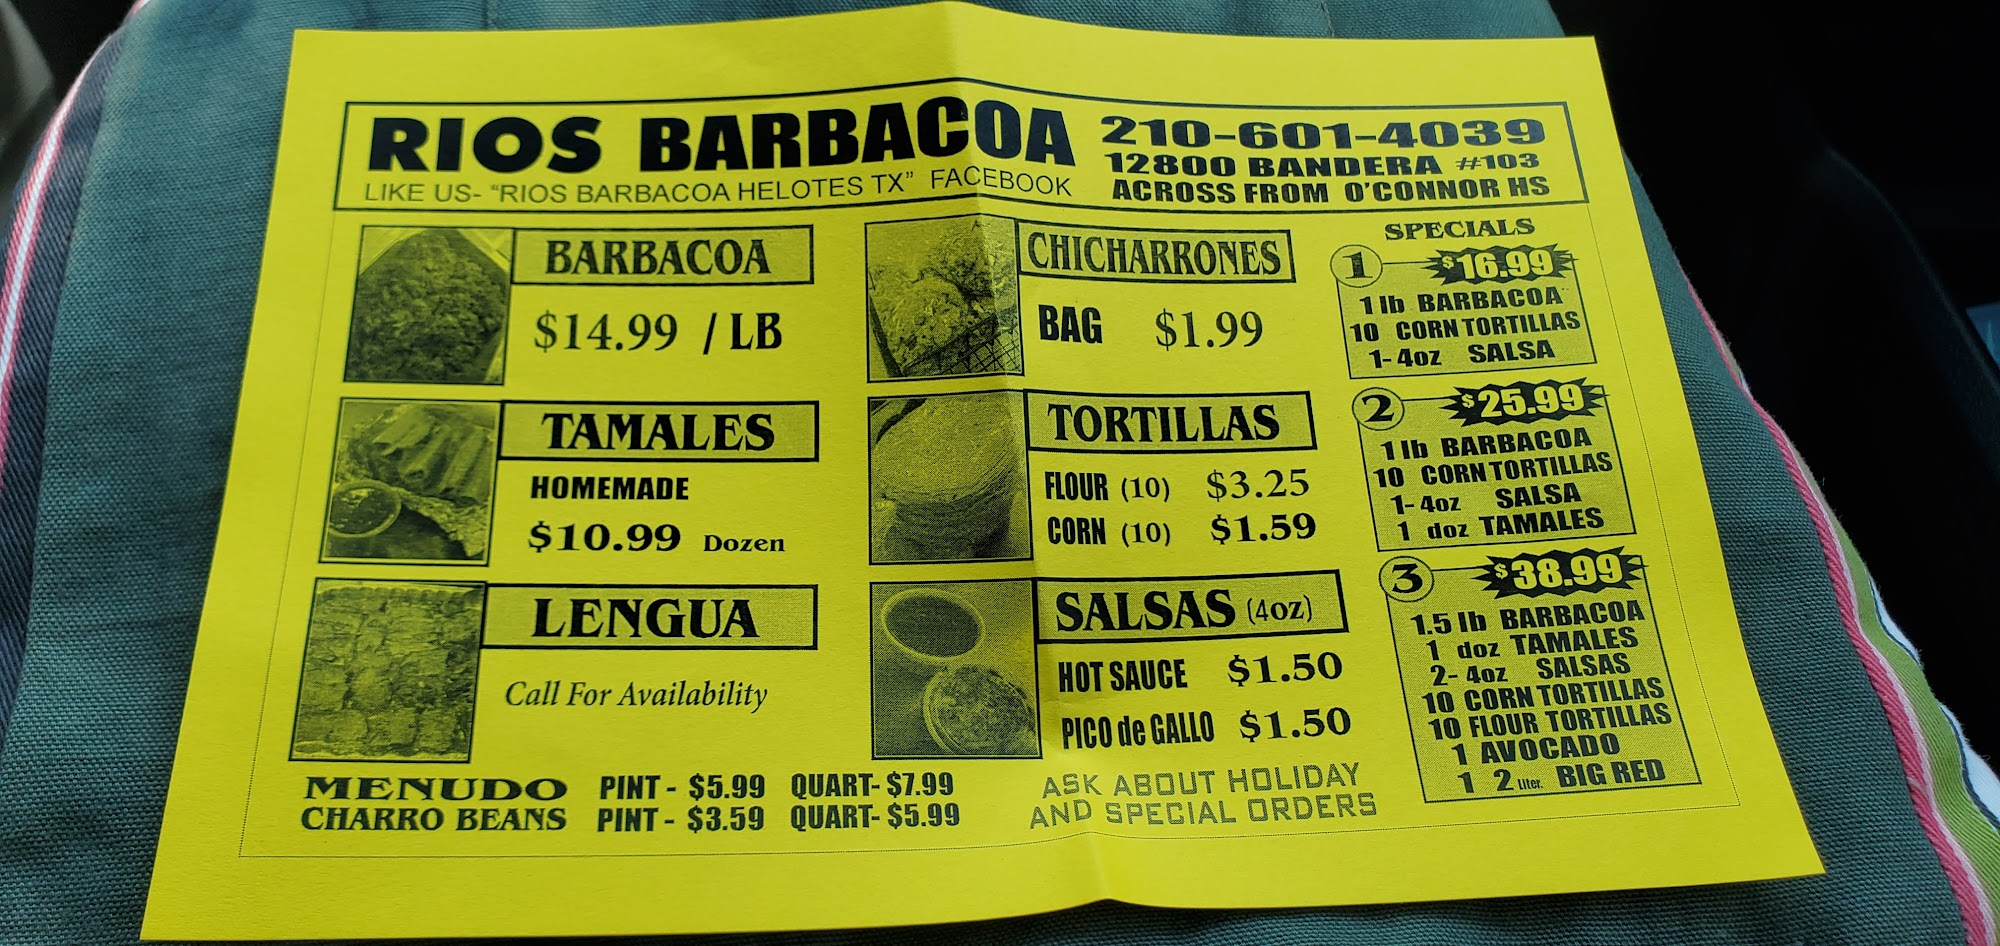 RIOS BARBACOA
LIKE US- "RIOS BARBACOA HELOTES TX" FACEBOOK
210-601-4039
12800 BANDERA #103
ACROSS FROM O'CONNOR HS
BARBACOA
$14.99 / LB
TAMALES
HOMEMADE
$10.99 Dozen
LENGUA
Call For Availability
CHICHARRONES
BAG $1.99
TORTILLAS
FLOUR (10) $3.25
CORN (10) $1.59
SALSAS (4oz)
HOT SAUCE $1.50
PICO de GALLO $1.50
SPECIALS
1 $16.99
1 lb BARBACOA
10 CORN TORTILLAS
1- 4oz SALSA
2 $25.99
1 lb BARBACOA
10 CORN TORTILLAS
1- 4oz SALSA
1 doz TAMALES
3 $38.99
1.5 lb BARBACOA
1 doz TAMALES
2- 4oz SALSAS
10 CORN TORTILLAS
10 FLOUR TORTILLAS
1 AVOCADO
1 2 Liter. BIG RED
MENUDO PINT - $5.99 QUART- $7.99
CHARRO BEANS PINT - $3.59 QUART- $5.99
ASK ABOUT HOLIDAY
AND SPECIAL ORDERS